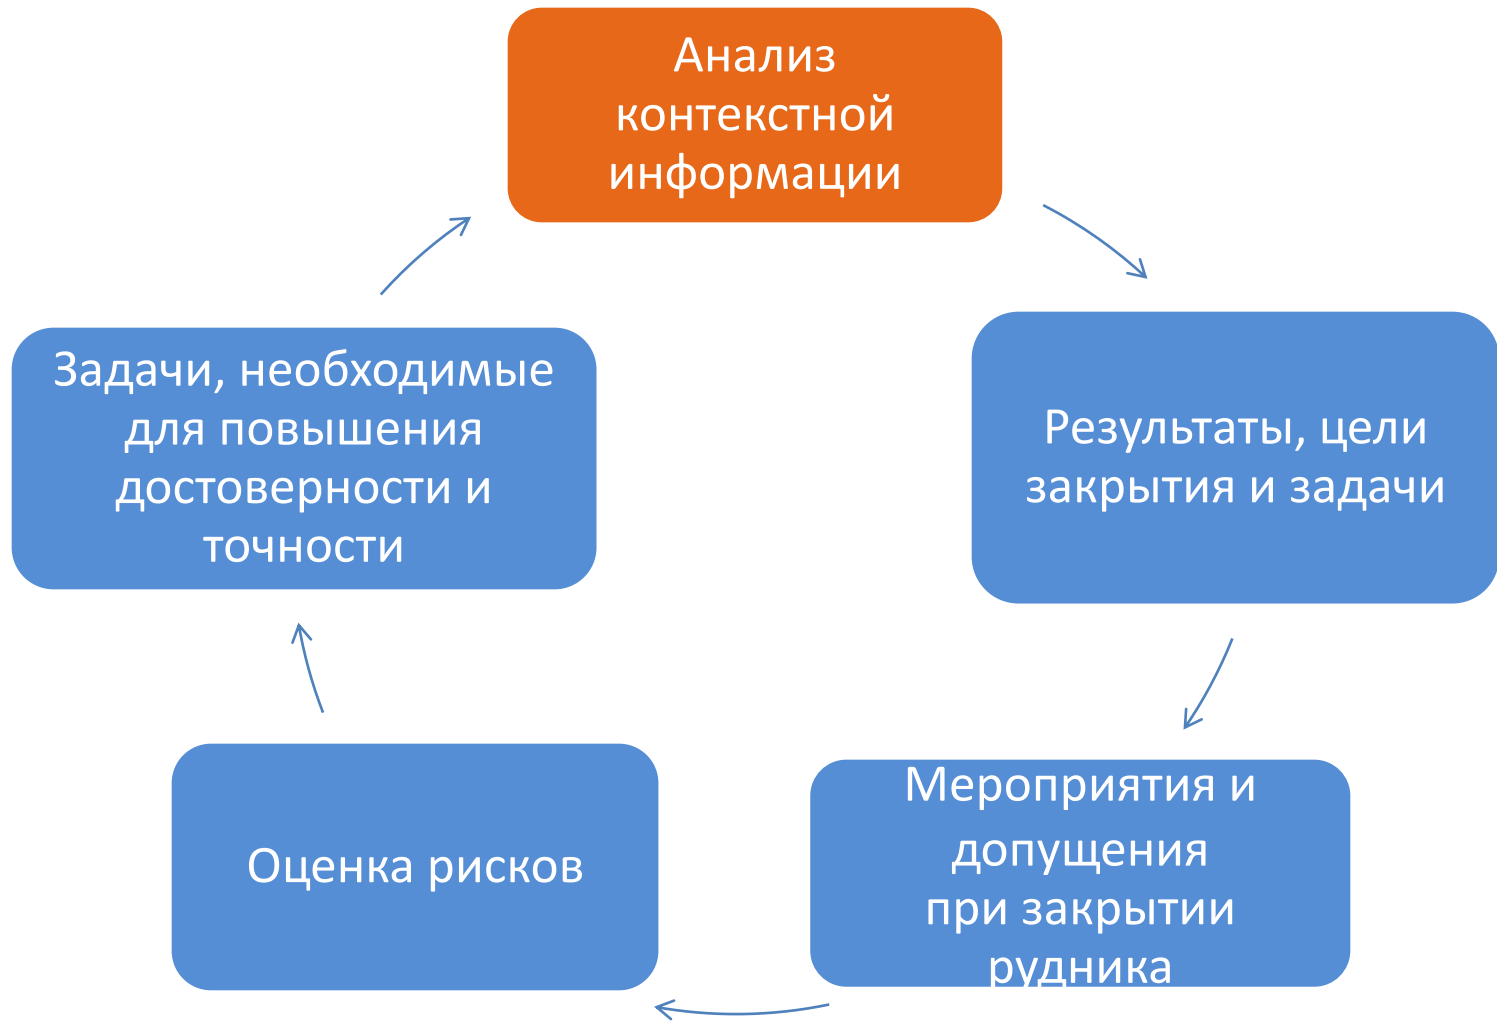 Анализ
контекстной
информации
Результаты, цели
закрытия и задачи
Мероприятия и
допущения
при закрытии
рудника
Оценка рисков
Задачи, необходимые
для повышения
достоверности и
точности